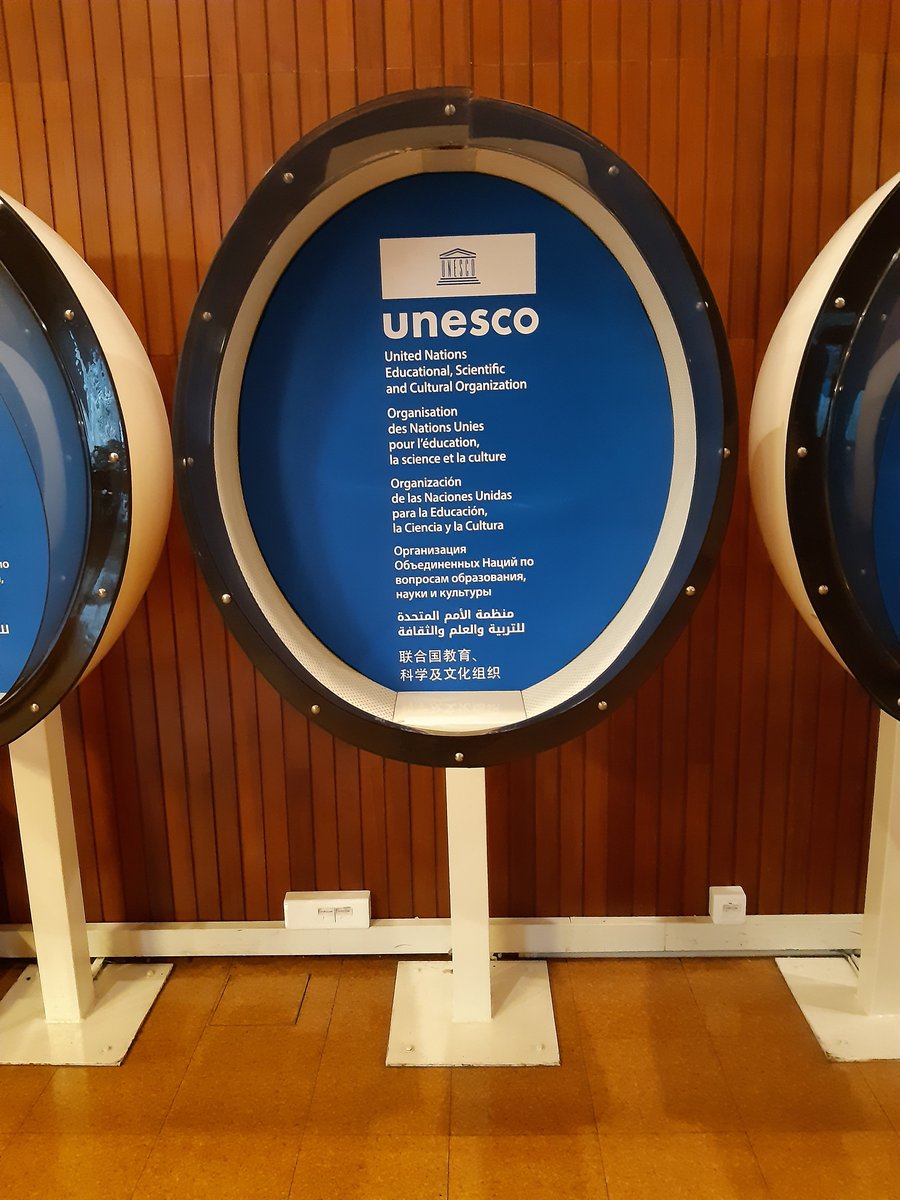 UNESCO
unesco
United Nations
Educational, Scientific
and Cultural Organization
Organisation
des Nations Unies
pour l'éducation,
la science et la culture
Organización
de las Naciones Unidas
para la Educación,
la Ciencia y la Cultura
Организация
Объединенных Наций по
вопросам образования,
науки и культуры
منظمة الأمم المتحدة
للتربية والعلم والثقافة
联合国教育、
科学及文化组织